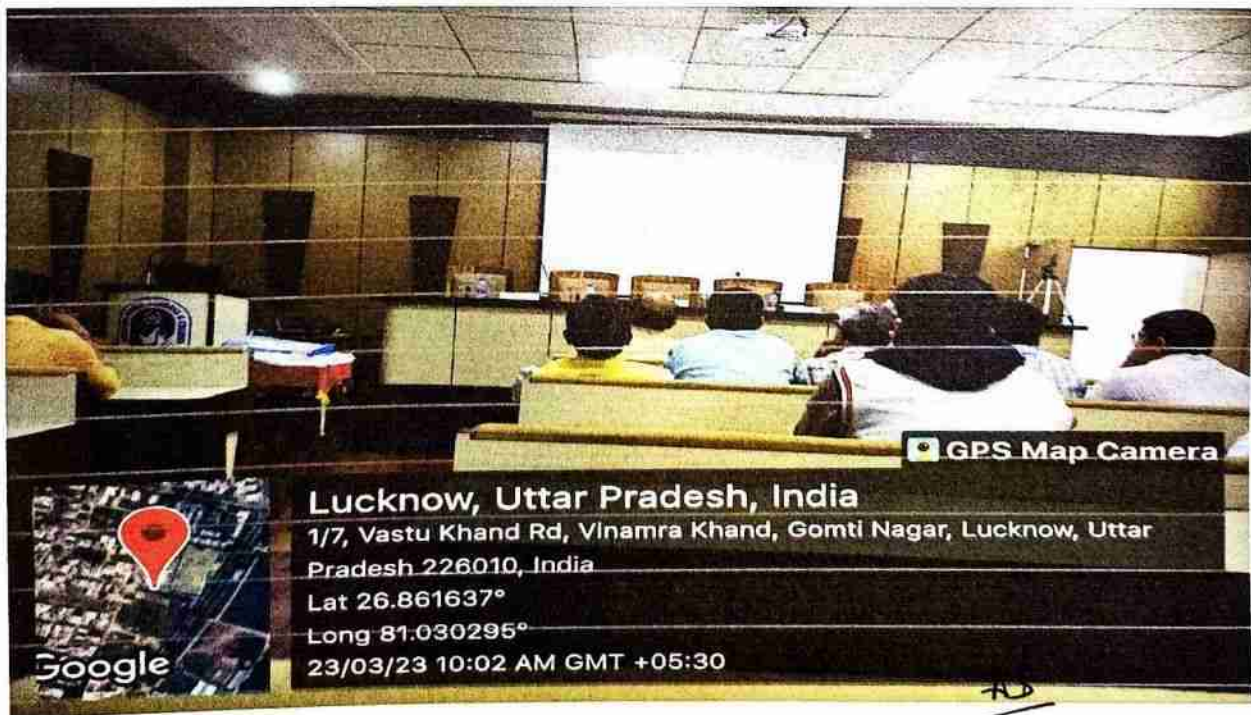 GPS Map Camera
Lucknow, Uttar Pradesh, India
1/7, Vastu Khand Rd, Vinamra Khand, Gomti Nagar, Lucknow, Uttar
Pradesh 226010, India
Lat 26.861637°
Long 81.030295°
23/03/23 10:02 AM GMT +05:30
Google